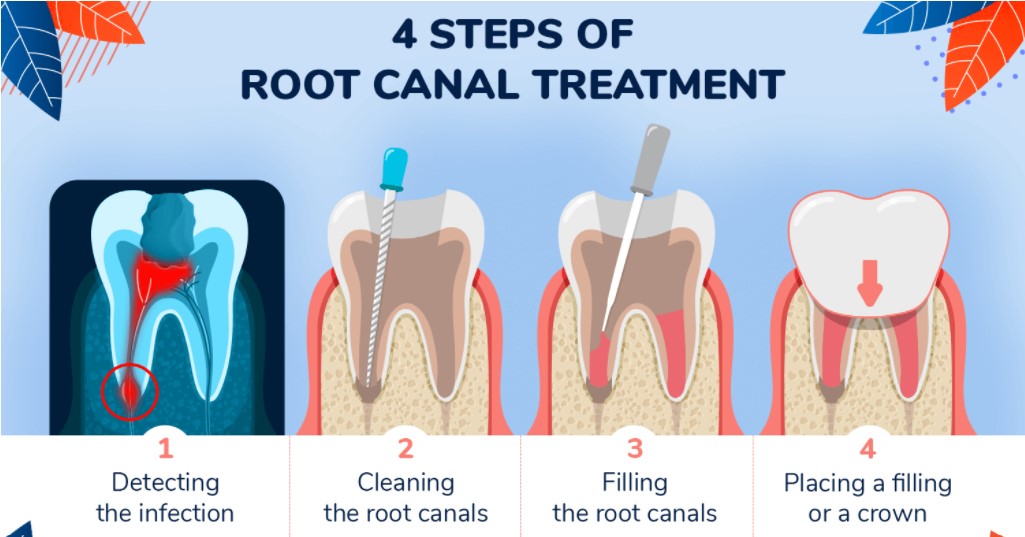 4 STEPS OF
ROOT CANAL TREATMENT
1
Detecting
the infection
2
Cleaning
the root canals
3
Filling
the root canals
4
Placing a filling
or a crown